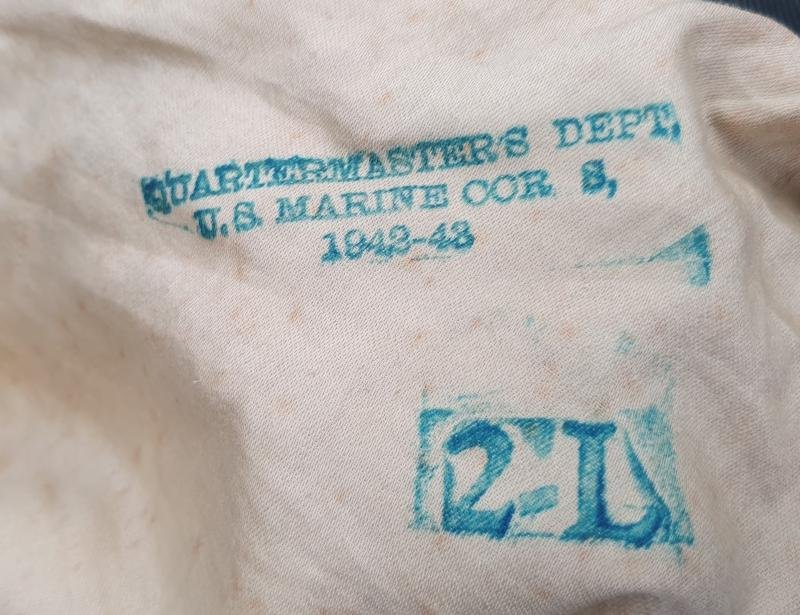 QUARTERMASTER'S DEPT,
U.S. MARINE COR S,
1942-43
2-L